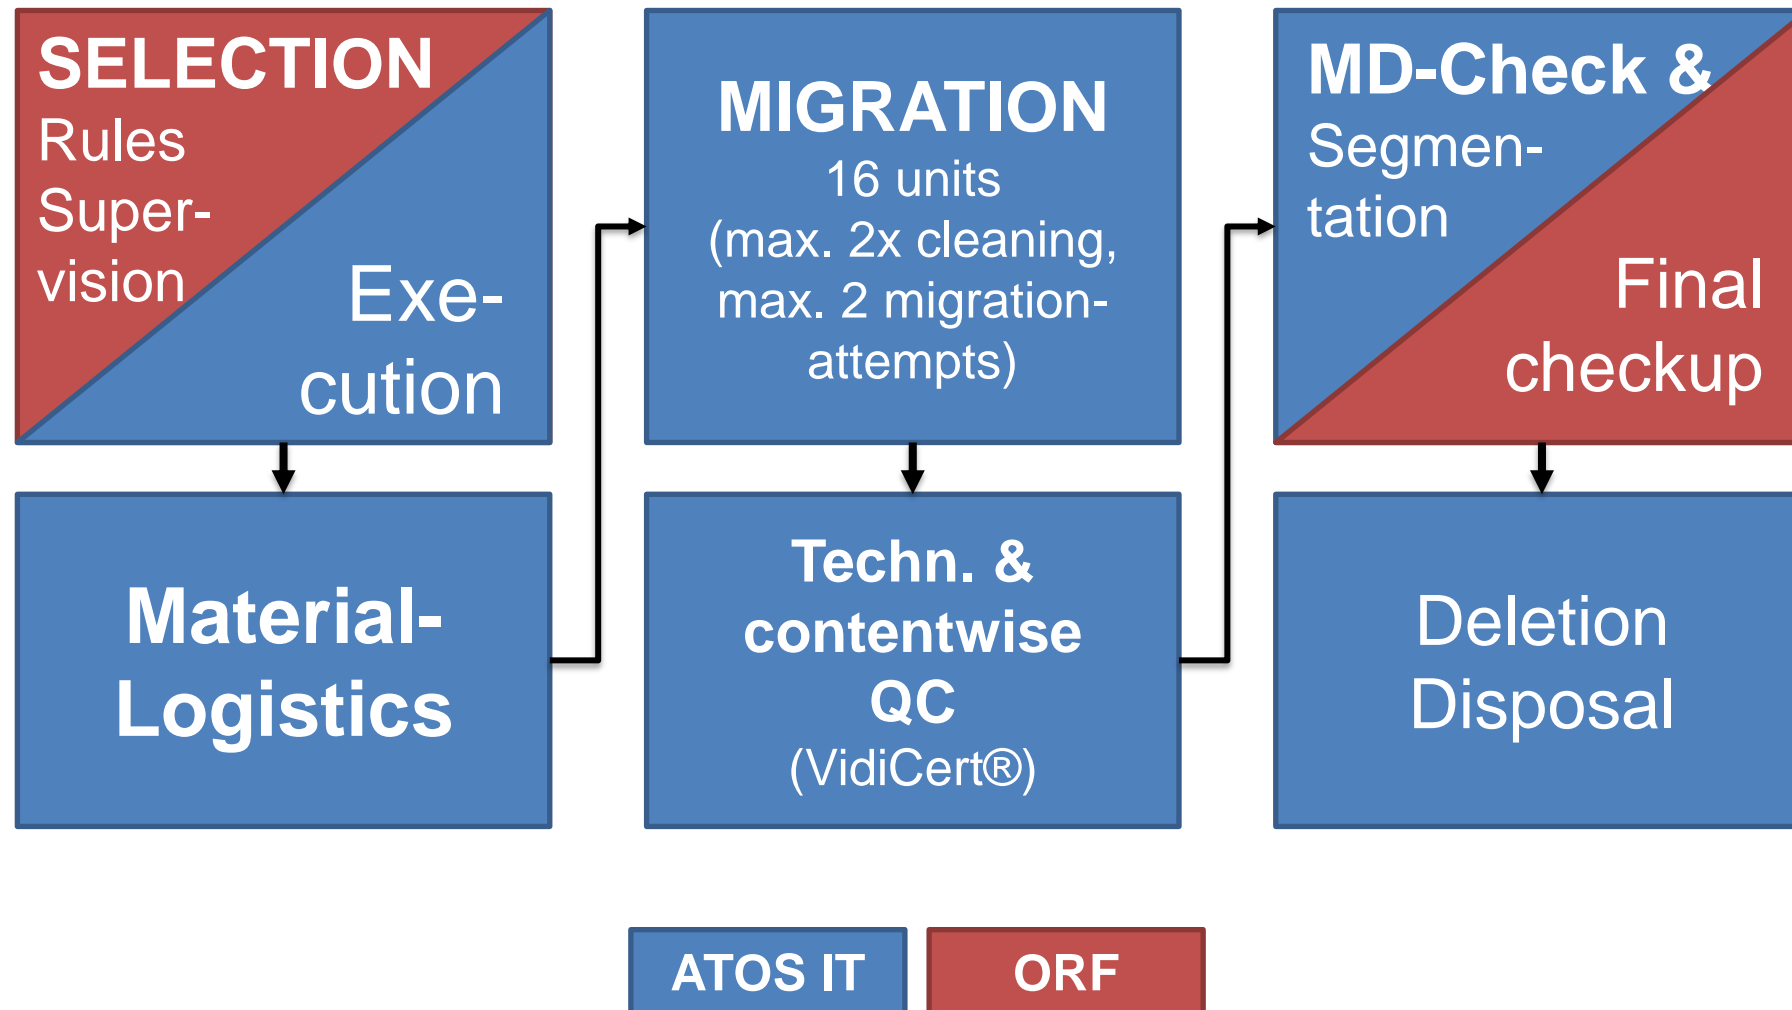 SELECTION
Rules
Super-
vision
Exe-
cution
Material-
Logistics
MIGRATION
16 units
(max. 2x cleaning,
max. 2 migration-
attempts)
Techn. &
contentwise
QC
(VidiCert®)
MD-Check &
Segmen-
tation
Final
checkup
Deletion
Disposal
ATOS IT
ORF